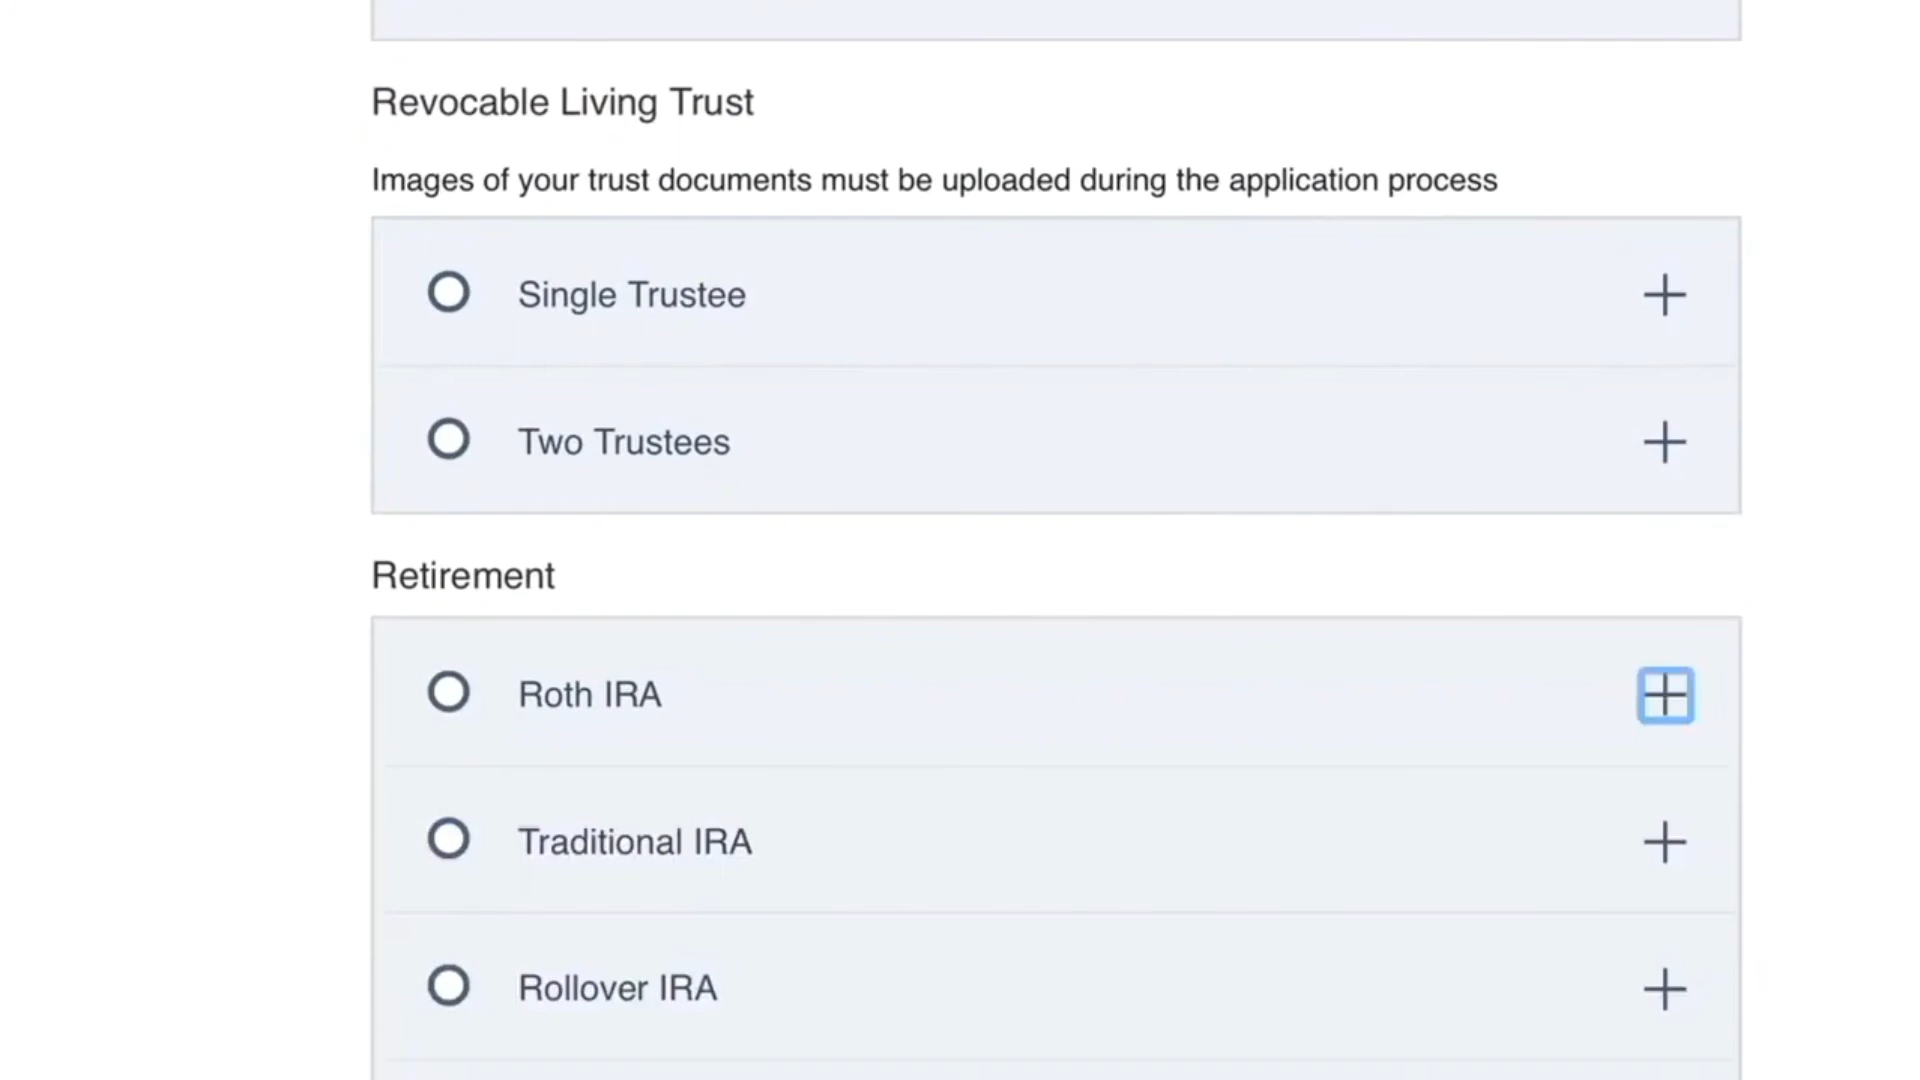 Revocable Living Trust
Images of your trust documents must be uploaded during the application process
Single Trustee
Two Trustees
Retirement
Roth IRA
Traditional IRA
Rollover IRA